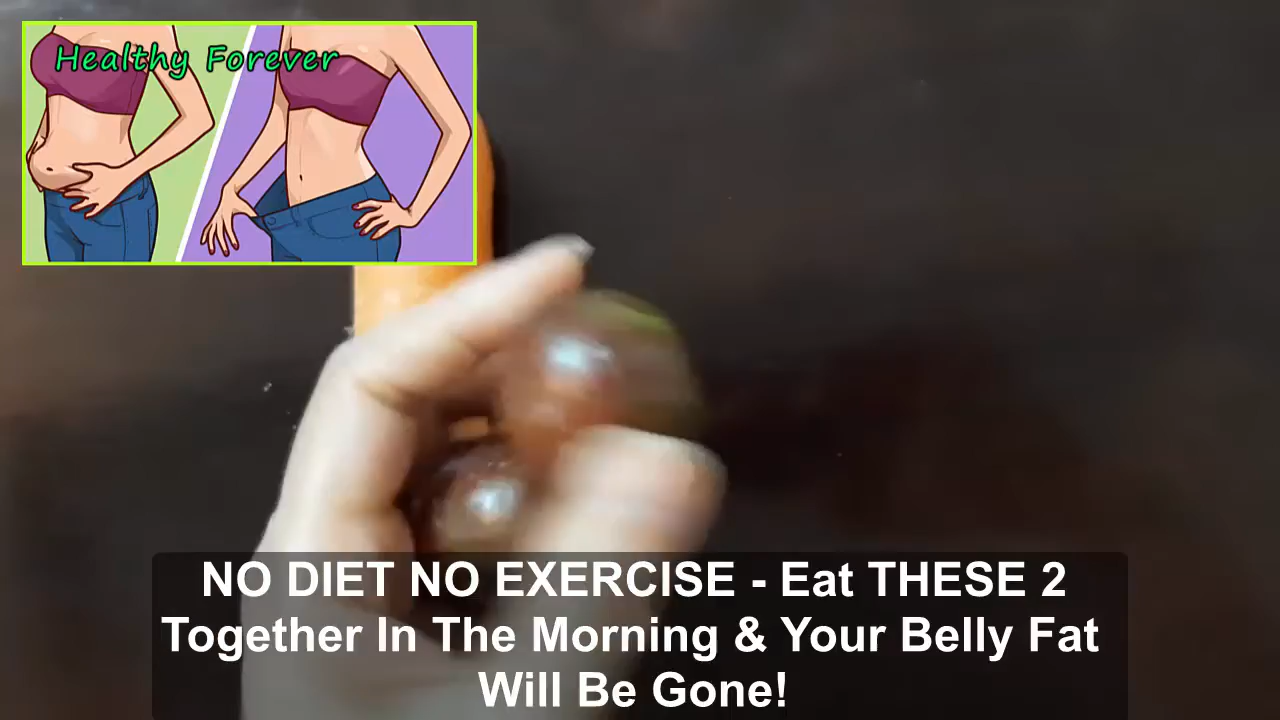 Healthy Forever
NO DIET NO EXERCISE - Eat THESE 2
Together In The Morning & Your Belly Fat
Will Be Gone!